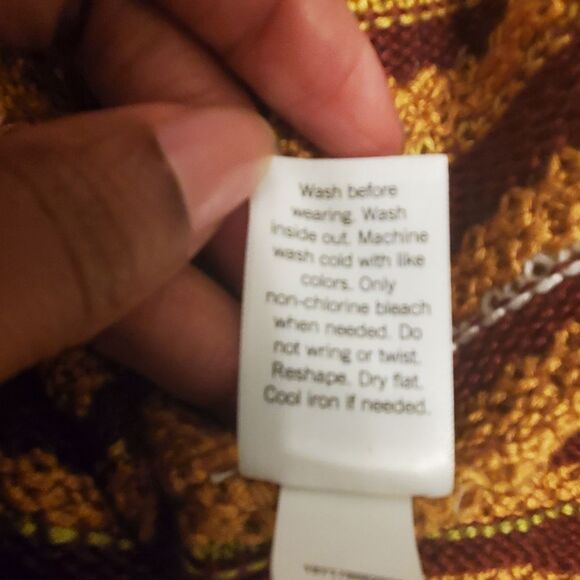 Wash before
wearing. Wash
inside out. Machine
wash cold with like
colors. Only
non-chlorine bleach
when needed. Do
not wring or twist.
Reshape. Dry flat.
Cool iron if needed.